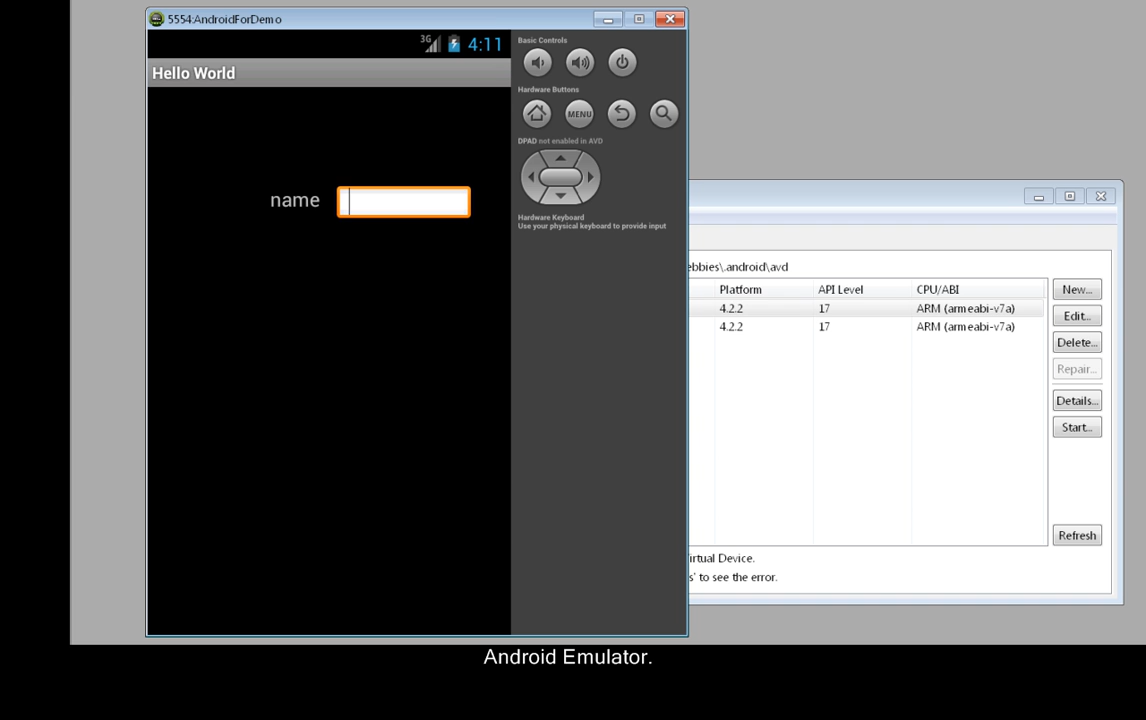 5554:AndroidForDemo
3G 4:11
Hello World
name
Basic Controls
Hardware Buttons
MENU
DPAD not enabled in AVD
Hardware Keyboard
Use your physical keyboard to provide input
ebbies\.android\avd
Platform API Level CPU/ABI
4.2.2 17 ARM (armeabi-v7a)
4.2.2 17 ARM (armeabi-v7a)
New...
Edit...
Delete...
Repair...
Details...
Start...
Refresh
irtual Device.
s' to see the error.
Android Emulator.